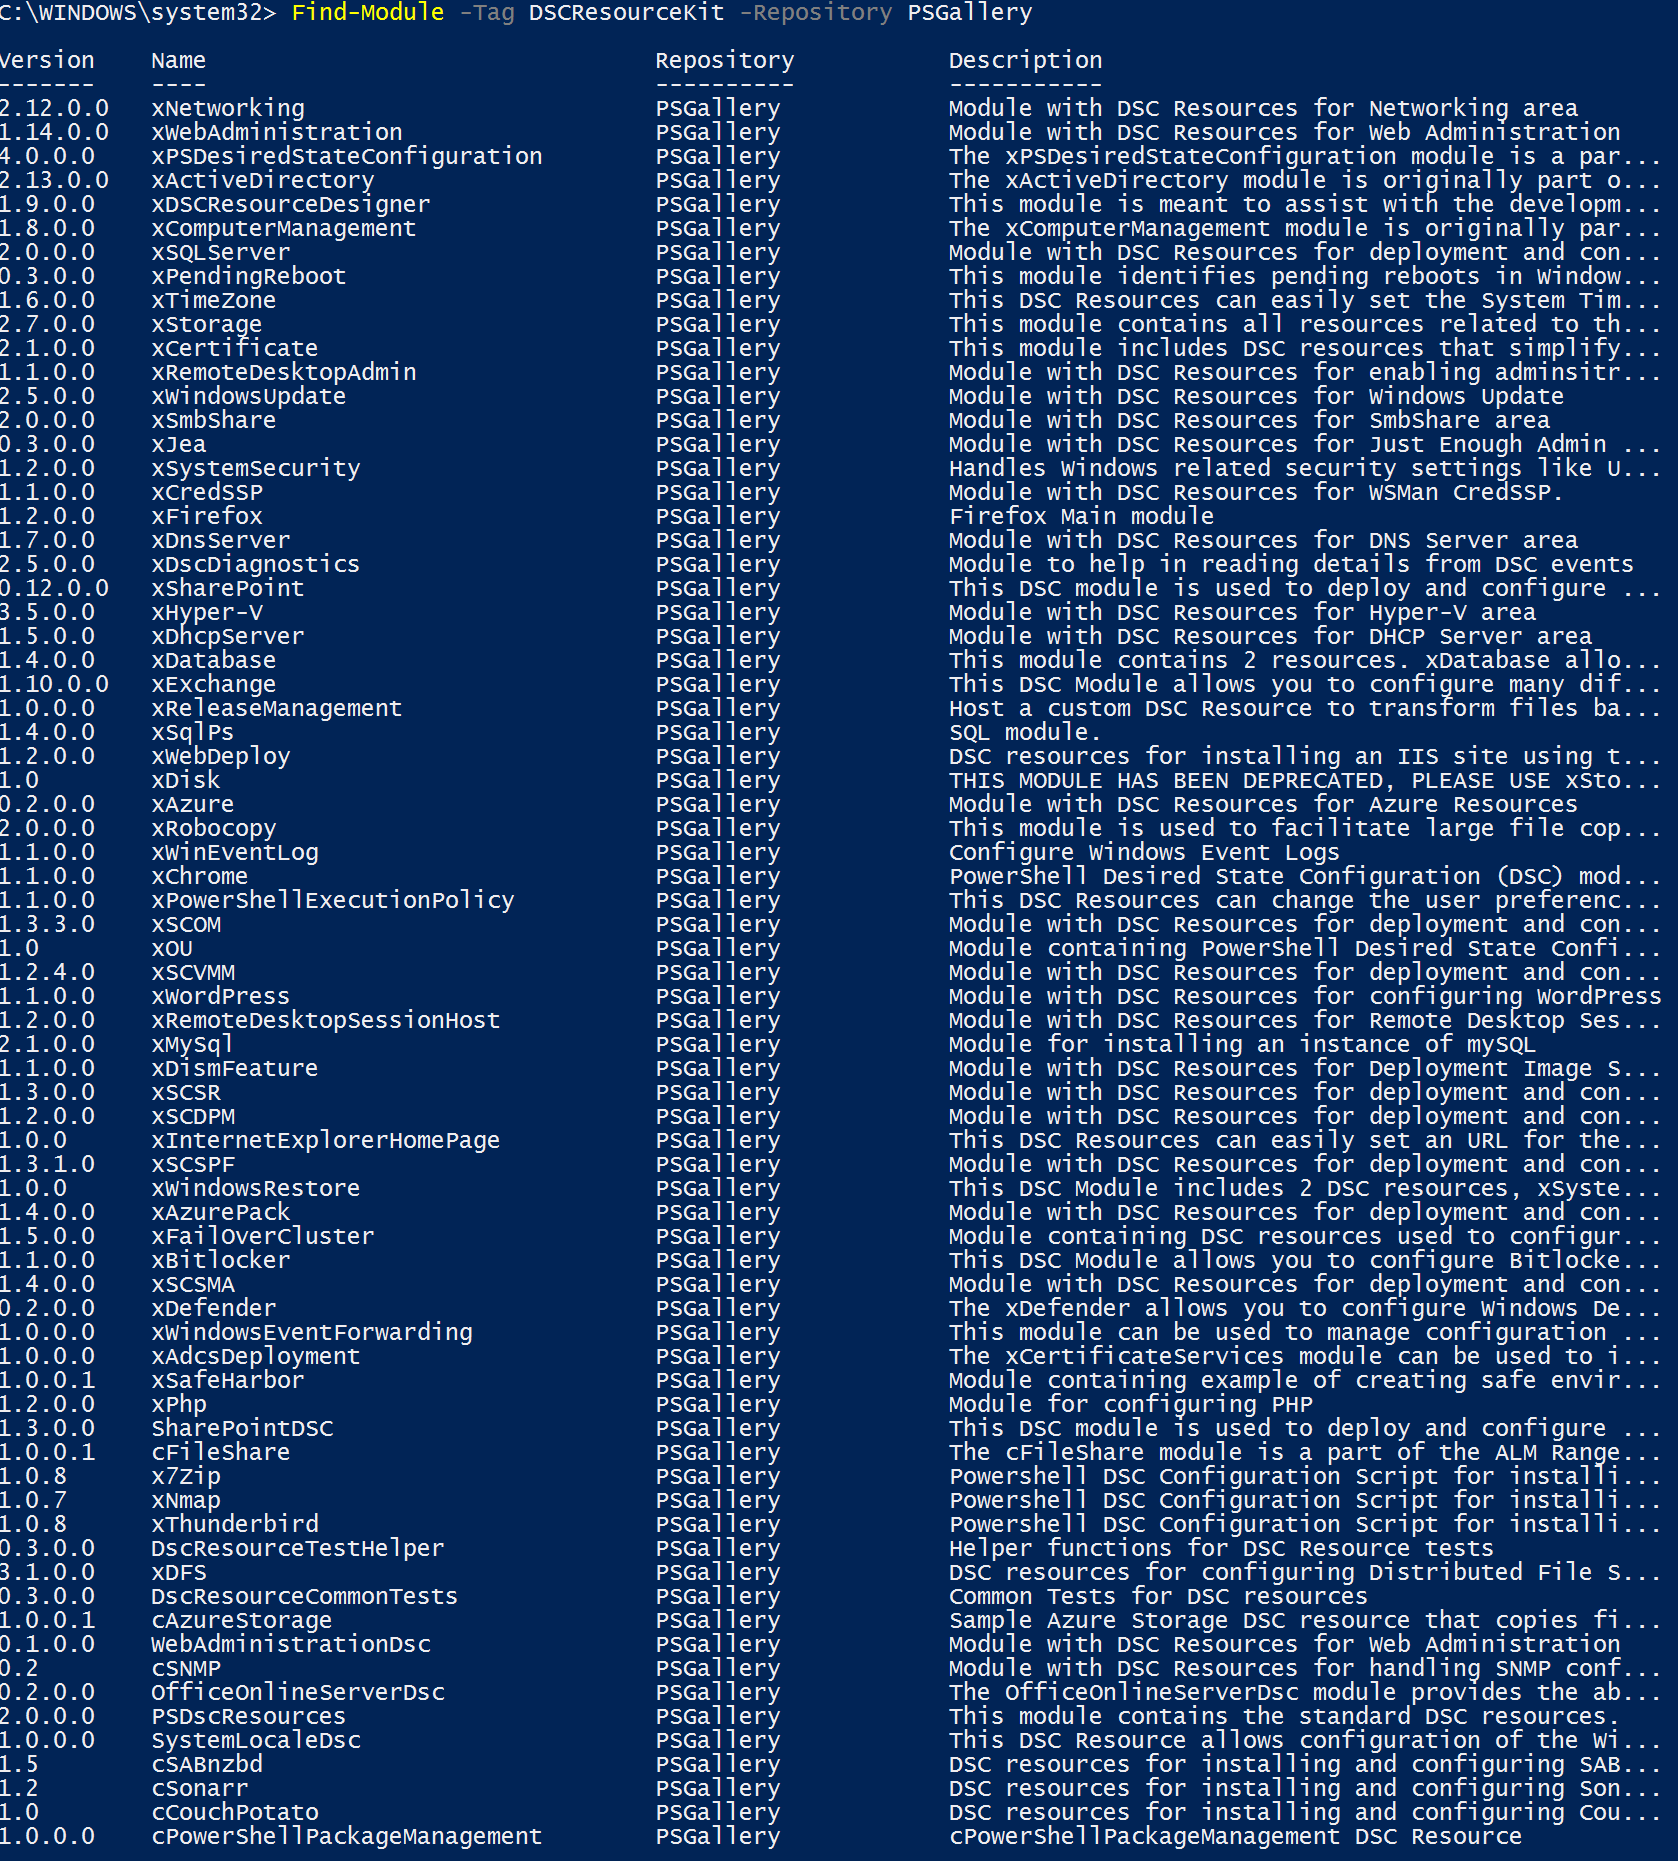 C:\WINDOWS\system32> Find-Module -Tag DSCResourceKit -Repository PSGallery
Version Name Repository Description
------- ---- ---------- -----------
2.12.0.0 xNetworking PSGallery Module with DSC Resources for Networking area
1.14.0.0 xWebAdministration PSGallery Module with DSC Resources for Web Administration
4.0.0.0 xPSDesiredStateConfiguration PSGallery The xPSDesiredStateConfiguration module is a par...
2.13.0.0 xActiveDirectory PSGallery The xActiveDirectory module is originally part o...
1.9.0.0 xDSCResourceDesigner PSGallery This module is meant to assist with the developm...
1.8.0.0 xComputerManagement PSGallery The xComputerManagement module is originally par...
2.0.0.0 xSQLServer PSGallery Module with DSC Resources for deployment and con...
0.3.0.0 xPendingReboot PSGallery This module identifies pending reboots in Window...
1.6.0.0 xTimeZone PSGallery This DSC Resources can easily set the System Tim...
2.7.0.0 xStorage PSGallery This module contains all resources related to th...
2.1.0.0 xCertificate PSGallery This module includes DSC resources that simplify...
1.1.0.0 xRemoteDesktopAdmin PSGallery Module with DSC Resources for enabling adminsitr...
2.5.0.0 xWindowsUpdate PSGallery Module with DSC Resources for Windows Update
2.0.0.0 xSmbShare PSGallery Module with DSC Resources for SmbShare area
0.3.0.0 xJea PSGallery Module with DSC Resources for Just Enough Admin ...
1.2.0.0 xSystemSecurity PSGallery Handles Windows related security settings like U...
1.1.0.0 xCredSSP PSGallery Module with DSC Resources for WSMan CredSSP.
1.2.0.0 xFirefox PSGallery Firefox Main module
1.7.0.0 xDnsServer PSGallery Module with DSC Resources for DNS Server area
2.5.0.0 xDscDiagnostics PSGallery Module to help in reading details from DSC events
0.12.0.0 xSharePoint PSGallery This DSC module is used to deploy and configure ...
3.5.0.0 xHyper-V PSGallery Module with DSC Resources for Hyper-V area
1.5.0.0 xDhcpServer PSGallery Module with DSC Resources for DHCP Server area
1.4.0.0 xDatabase PSGallery This module contains 2 resources. xDatabase allo...
1.10.0.0 xExchange PSGallery This DSC Module allows you to configure many dif...
1.0.0.0 xReleaseManagement PSGallery Host a custom DSC Resource to transform files ba...
1.4.0.0 xSqlPs PSGallery SQL module.
1.2.0.0 xWebDeploy PSGallery DSC resources for installing an IIS site using t...
1.0 xDisk PSGallery THIS MODULE HAS BEEN DEPRECATED, PLEASE USE xSto...
0.2.0.0 xAzure PSGallery Module with DSC Resources for Azure Resources
2.0.0.0 xRobocopy PSGallery This module is used to facilitate large file cop...
1.1.0.0 xWinEventLog PSGallery Configure Windows Event Logs
1.1.0.0 xChrome PSGallery PowerShell Desired State Configuration (DSC) mod...
1.1.0.0 xPowerShellExecutionPolicy PSGallery This DSC Resources can change the user preferenc...
1.3.3.0 xSCOM PSGallery Module with DSC Resources for deployment and con...
1.0 xOU PSGallery Module containing PowerShell Desired State Confi...
1.2.4.0 xSCVMM PSGallery Module with DSC Resources for deployment and con...
1.1.0.0 xWordPress PSGallery Module with DSC Resources for configuring WordPress
1.2.0.0 xRemoteDesktopSessionHost PSGallery Module with DSC Resources for Remote Desktop Ses...
2.1.0.0 xMySql PSGallery Module for installing an instance of mySQL
1.1.0.0 xDismFeature PSGallery Module with DSC Resources for Deployment Image S...
1.3.0.0 xSCSR PSGallery Module with DSC Resources for deployment and con...
1.2.0.0 xSCDPM PSGallery Module with DSC Resources for deployment and con...
1.0.0 xInternetExplorerHomePage PSGallery This DSC Resources can easily set an URL for the...
1.3.1.0 xSCSPF PSGallery Module with DSC Resources for deployment and con...
1.0.0 xWindowsRestore PSGallery This DSC Module includes 2 DSC resources, xSyste...
1.4.0.0 xAzurePack PSGallery Module with DSC Resources for deployment and con...
1.5.0.0 xFailOverCluster PSGallery Module containing DSC resources used to configur...
1.1.0.0 xBitlocker PSGallery This DSC Module allows you to configure Bitlocke...
1.4.0.0 xSCSMA PSGallery Module with DSC Resources for deployment and con...
0.2.0.0 xDefender PSGallery The xDefender allows you to configure Windows De...
1.0.0.0 xWindowsEventForwarding PSGallery This module can be used to manage configuration ...
1.0.0.0 xAdcsDeployment PSGallery The xCertificateServices module can be used to i...
1.0.0.1 xSafeHarbor PSGallery Module containing example of creating safe envir...
1.2.0.0 xPhp PSGallery Module for configuring PHP
1.3.0.0 SharePointDSC PSGallery This DSC module is used to deploy and configure ...
1.0.0.1 cFileShare PSGallery The cFileShare module is a part of the ALM Range...
1.0.8 x7Zip PSGallery Powershell DSC Configuration Script for installi...
1.0.7 xNmap PSGallery Powershell DSC Configuration Script for installi...
1.0.8 xThunderbird PSGallery Powershell DSC Configuration Script for installi...
0.3.0.0 DscResourceTestHelper PSGallery Helper functions for DSC Resource tests
3.1.0.0 xDFS PSGallery DSC resources for configuring Distributed File S...
0.3.0.0 DscResourceCommonTests PSGallery Common Tests for DSC resources
1.0.0.1 cAzureStorage PSGallery Sample Azure Storage DSC resource that copies fi...
0.1.0.0 WebAdministrationDsc PSGallery Module with DSC Resources for Web Administration
0.2 cSNMP PSGallery Module with DSC Resources for handling SNMP conf...
0.2.0.0 OfficeOnlineServerDsc PSGallery The OfficeOnlineServerDsc module provides the ab...
2.0.0.0 PSDscResources PSGallery This module contains the standard DSC resources.
1.0.0.0 SystemLocaleDsc PSGallery This DSC Resource allows configuration of the Wi...
1.5 cSABnzbd PSGallery DSC resources for installing and configuring SAB...
1.2 cSonarr PSGallery DSC resources for installing and configuring Son...
1.0 cCouchPotato PSGallery DSC resources for installing and configuring Cou...
1.0.0.0 cPowerShellPackageManagement PSGallery cPowerShellPackageManagement DSC Resource